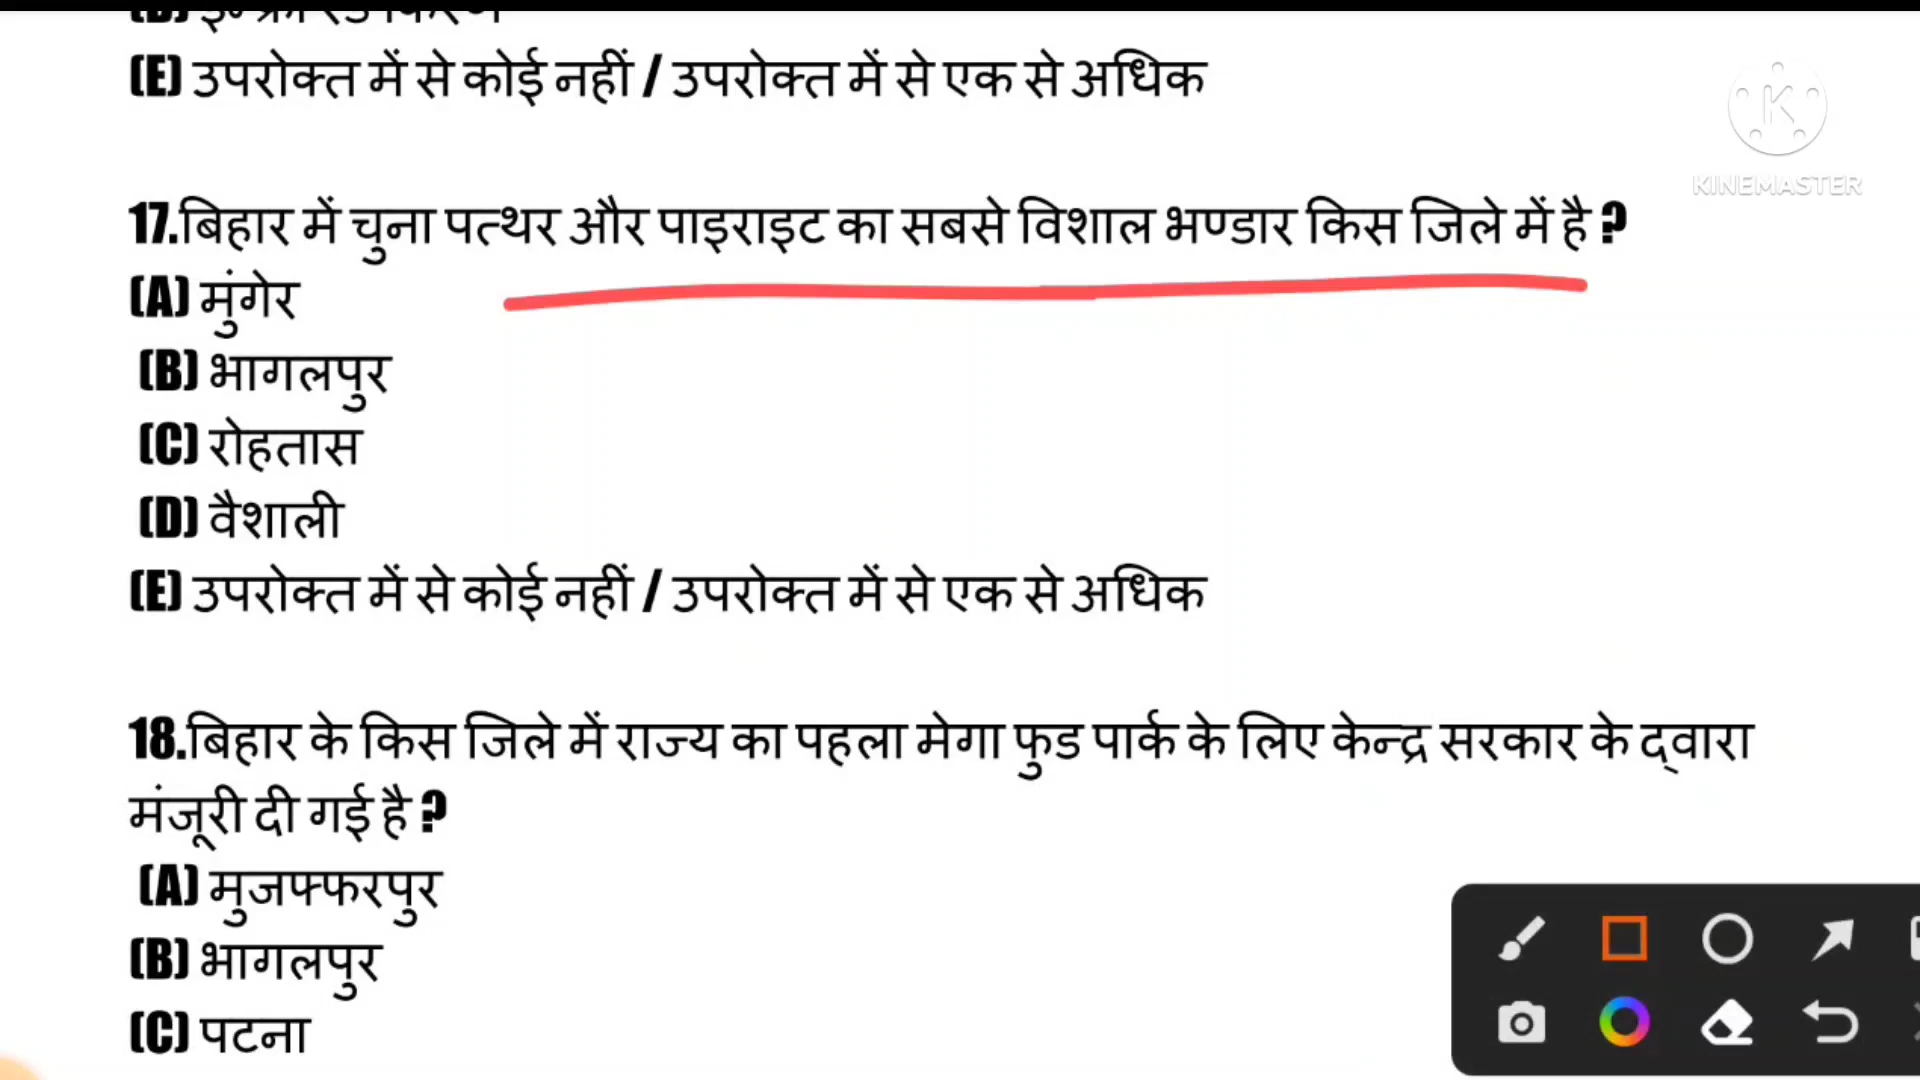 (E) उपरोक्त में से कोई नहीं / उपरोक्त में से एक से अधिक
KINEMASTER
17.बिहार में चुना पत्थर और पाइराइट का सबसे विशाल भण्डार किस जिले में है ?
(A) मुंगेर
(B) भागलपुर
(C) रोहतास
(D) वैशाली
(E) उपरोक्त में से कोई नहीं / उपरोक्त में से एक से अधिक
18.बिहार के किस जिले में राज्य का पहला मेगा फुड पार्क के लिए केन्द्र सरकार के द्वारा
मंजूरी दी गई है ?
(A) मुजफ्फरपुर
(B) भागलपुर
(C) पटना